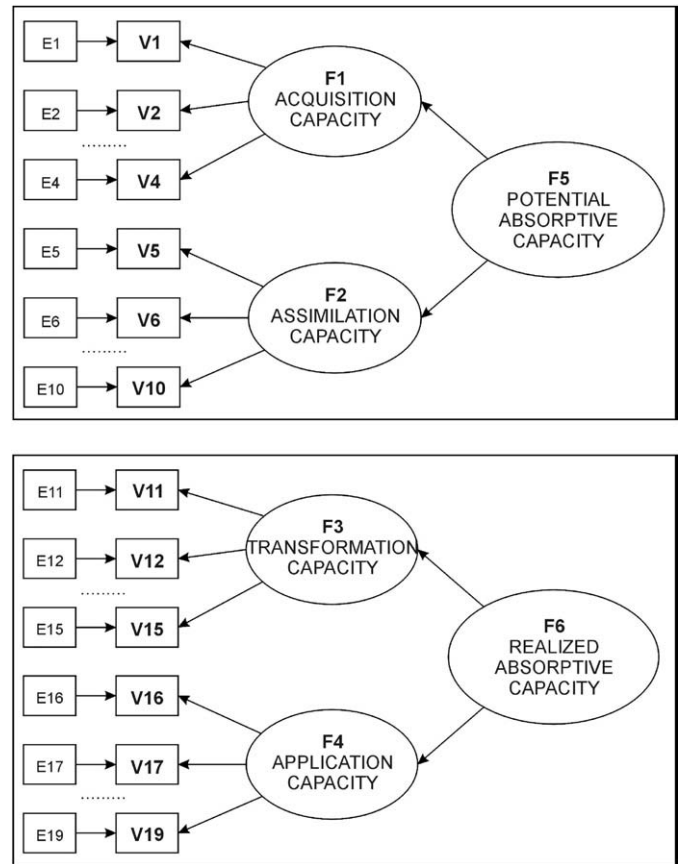 E1 V1
E2 V2
.........
E4 V4
F1
ACQUISITION
CAPACITY
E5 V5
E6 V6
.........
E10 V10
F2
ASSIMILATION
CAPACITY
F5
POTENTIAL
ABSORPTIVE
CAPACITY
E11 V11
E12 V12
.........
E15 V15
F3
TRANSFORMATION
CAPACITY
E16 V16
E17 V17
.........
E19 V19
F4
APPLICATION
CAPACITY
F6
REALIZED
ABSORPTIVE
CAPACITY